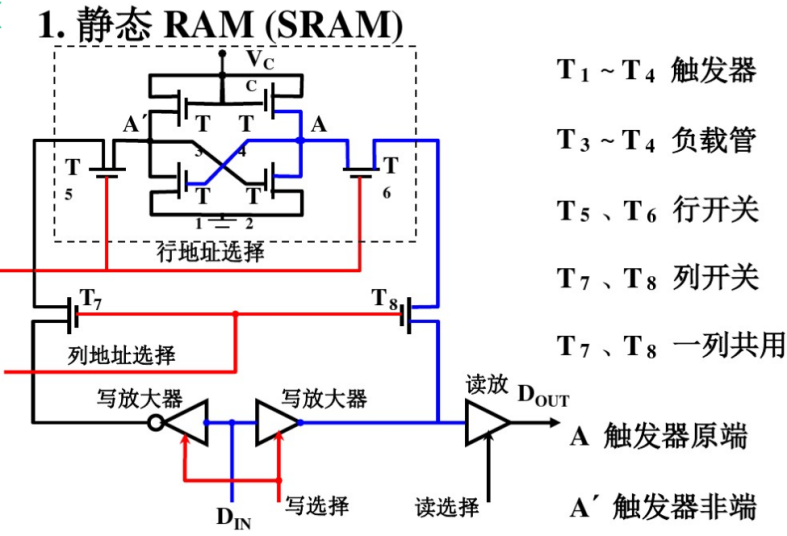 1. 静态 RAM (SRAM)
V_C
C
A´ T T A
3 4
T T
5 6
T T
1 2
行地址选择
T₇ T₈
列地址选择
写放大器 写放大器 读放 D_OUT
D_IN 写选择 读选择
T₁ ~ T₄ 触发器
T₃ ~ T₄ 负载管
T₅ 、T₆ 行开关
T₇ 、T₈ 列开关
T₇ 、T₈ 一列共用
A 触发器原端
A´ 触发器非端